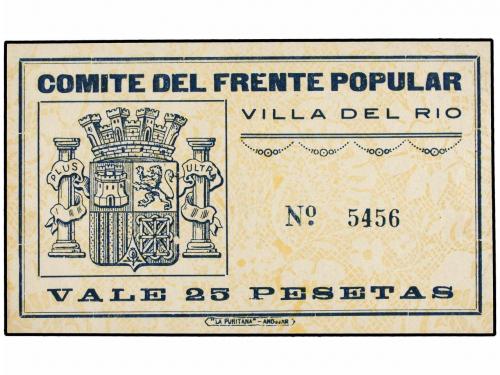 COMITE DEL FRENTE POPULAR
VILLA DEL RIO
PLUS ULTRA
Nº 5456
VALE 25 PESETAS
"LA PURITANA" - ANDUJAR